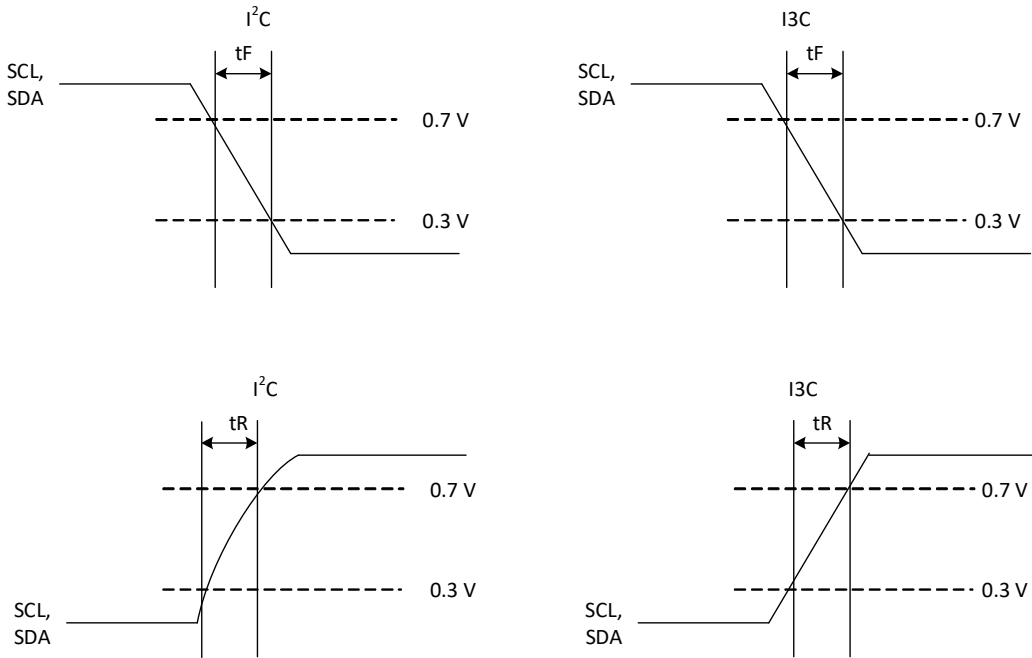 I²C
tF
SCL,
SDA
0.7 V
0.3 V
I3C
tF
SCL,
SDA
0.7 V
0.3 V
I²C
tR
0.7 V
0.3 V
SCL,
SDA
I3C
tR
0.7 V
0.3 V
SCL,
SDA